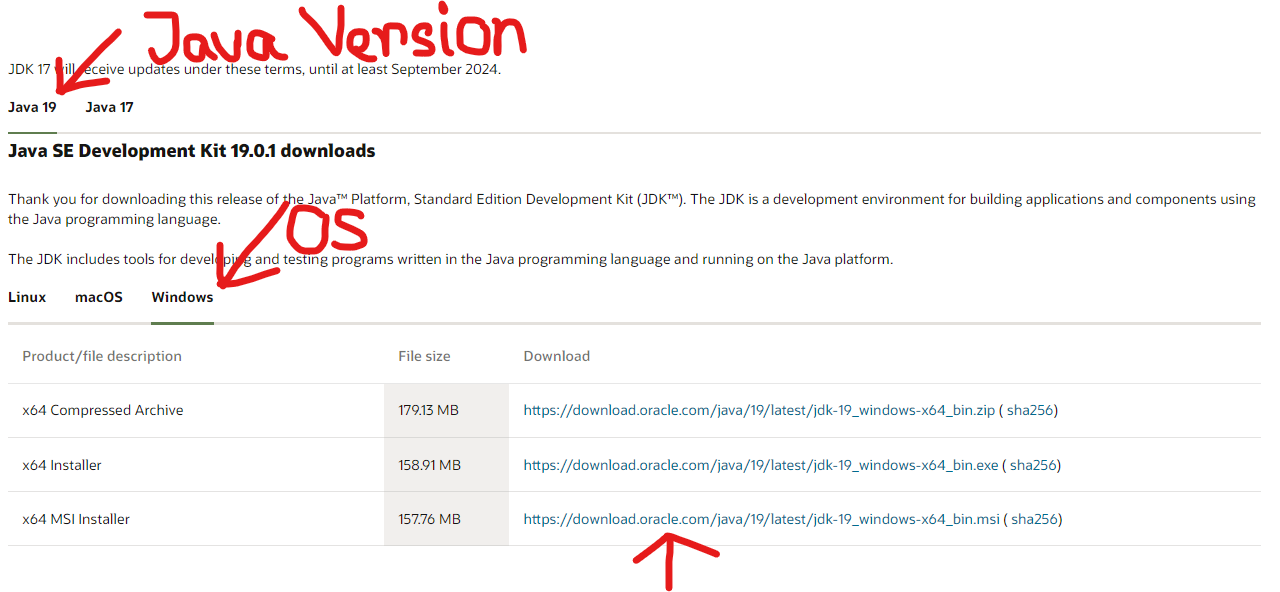 Java Version
JDK 17 will receive updates under these terms, until at least September 2024.
Java 19 Java 17
Java SE Development Kit 19.0.1 downloads
Thank you for downloading this release of the Java™ Platform, Standard Edition Development Kit (JDK™). The JDK is a development environment for building applications and components using
the Java programming language.
OS
The JDK includes tools for developing and testing programs written in the Java programming language and running on the Java platform.
Linux macOS Windows
Product/file description File size Download
x64 Compressed Archive 179.13 MB https://download.oracle.com/java/19/latest/jdk-19_windows-x64_bin.zip ( sha256)
x64 Installer 158.91 MB https://download.oracle.com/java/19/latest/jdk-19_windows-x64_bin.exe ( sha256)
x64 MSI Installer 157.76 MB https://download.oracle.com/java/19/latest/jdk-19_windows-x64_bin.msi ( sha256)